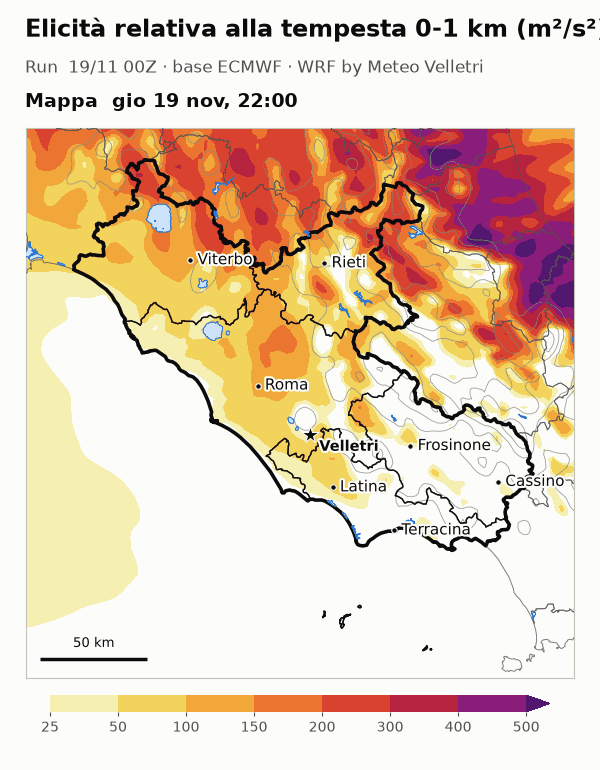 Elicità relativa alla tempesta 0-1 km (m²/s²)
Run  19/11 00Z · base ECMWF · WRF by Meteo Velletri
Mappa  gio 19 nov, 22:00
Viterbo
Rieti
Roma
Velletri
Frosinone
Latina
Cassino
Terracina
50 km
25 50 100 150 200 300 400 500